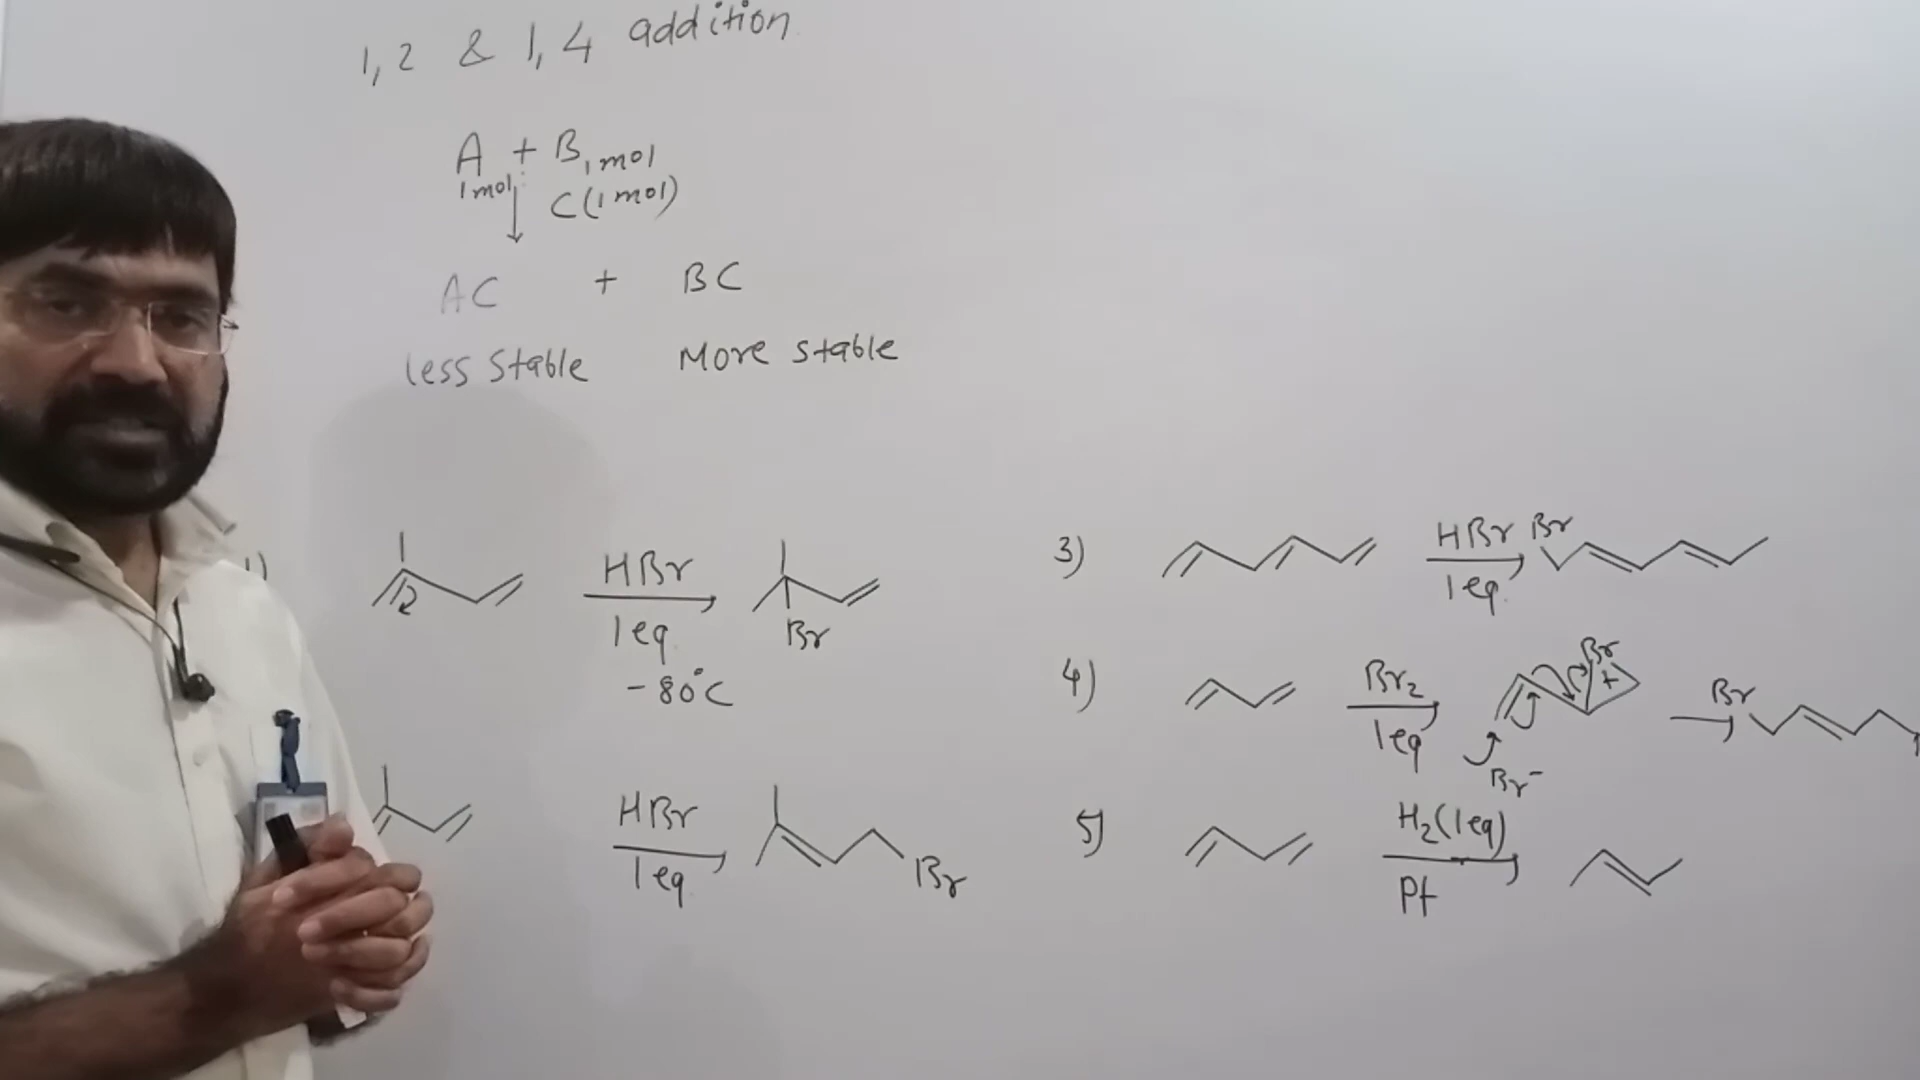 1,2 & 1,4 addition
A + B 1mol
1mol C(1mol)
AC + BC
less stable More stable
1)
HBr
1eq
-80°C
Br
HBr
1eq
Br
3)
HBr
1eq
Br
4)
Br2
1eq
Br
+
Br-
Br
5)
H2(1eq)
Pt